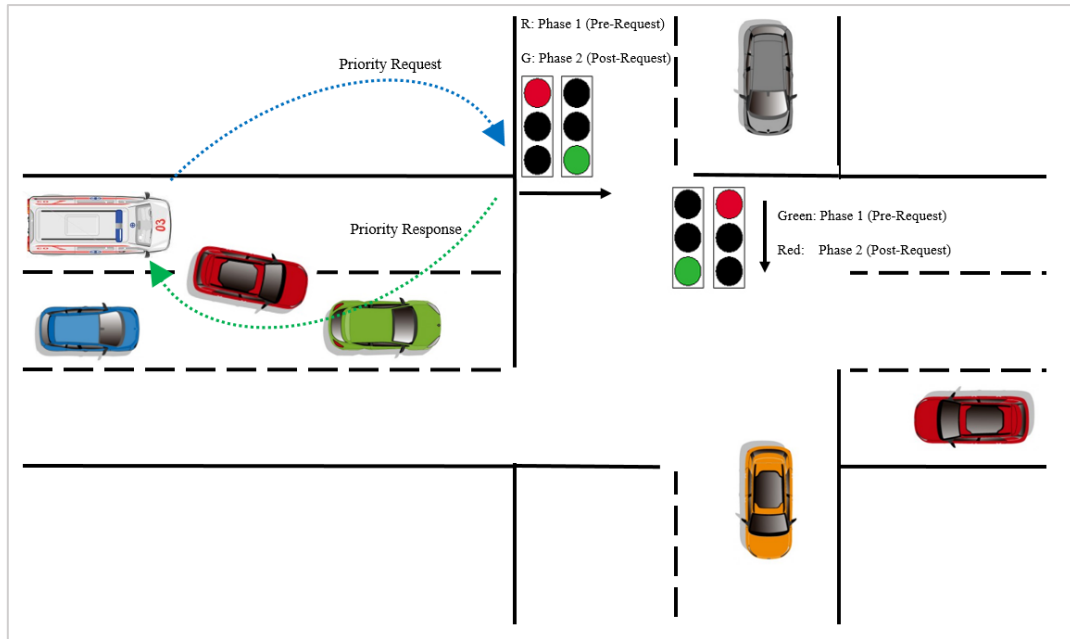 R: Phase 1 (Pre-Request)
G: Phase 2 (Post-Request)
Priority Request
03
Priority Response
Green: Phase 1 (Pre-Request)
Red: Phase 2 (Post-Request)